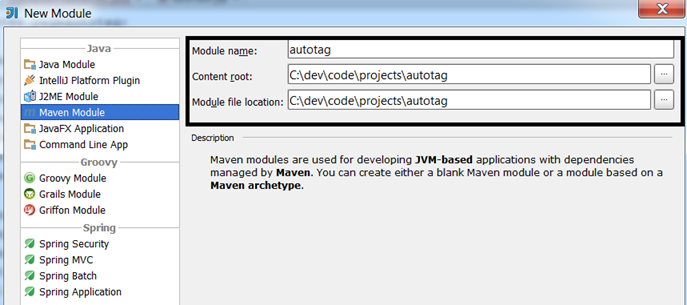 New Module
Java
Java Module
IntelliJ Platform Plugin
J2ME Module
Maven Module
JavaFX Application
Command Line App
Groovy
Groovy Module
Grails Module
Griffon Module
Spring
Spring Security
Spring MVC
Spring Batch
Spring Application
Module name: autotag
Content root: C:\dev\code\projects\autotag ...
Module file location: C:\dev\code\projects\autotag ...
Description
Maven modules are used for developing JVM-based applications with dependencies
managed by Maven. You can create either a blank Maven module or a module based on a
Maven archetype.